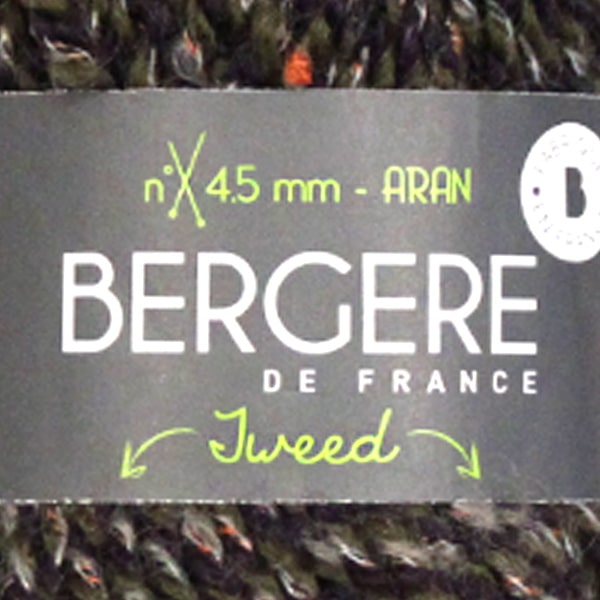 n° 4.5 mm - ARAN
B
BERGERE
DE FRANCE
Tweed